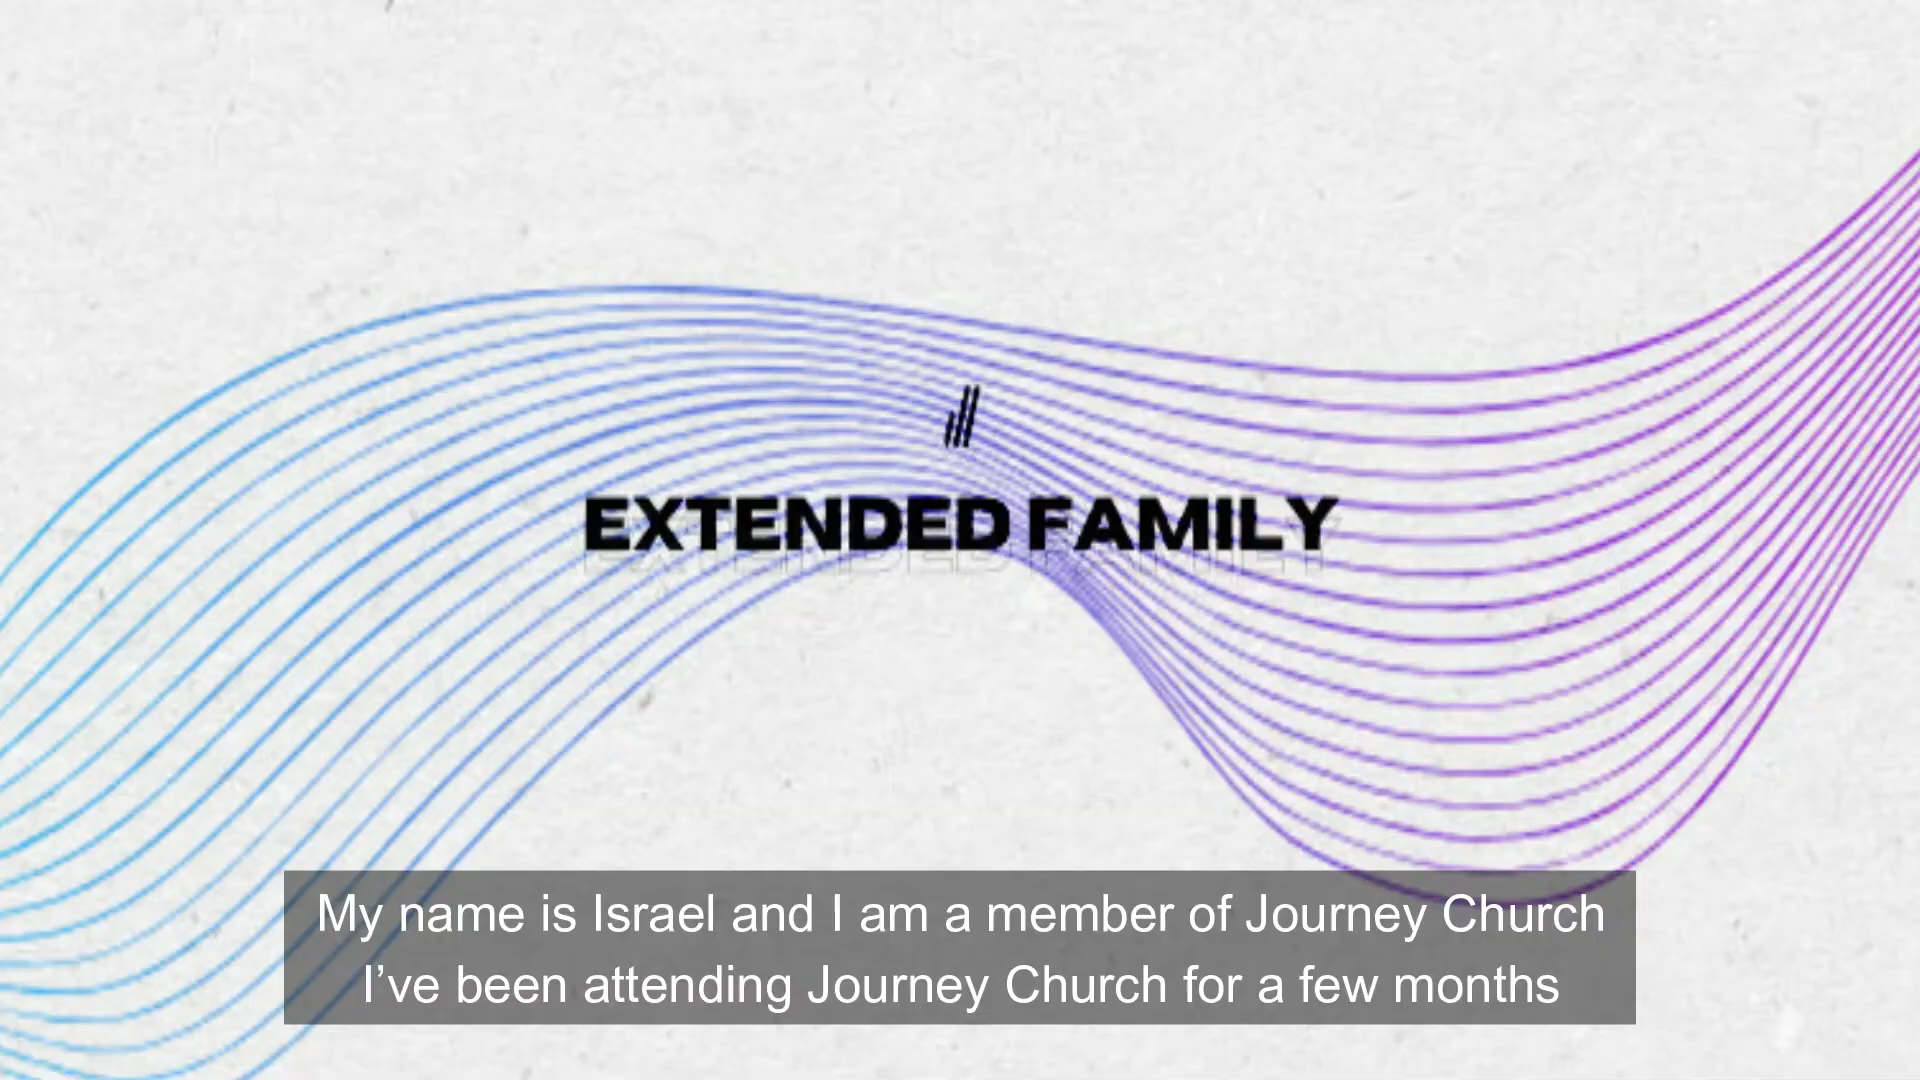 EXTENDED FAMILY
My name is Israel and I am a member of Journey Church
I’ve been attending Journey Church for a few months